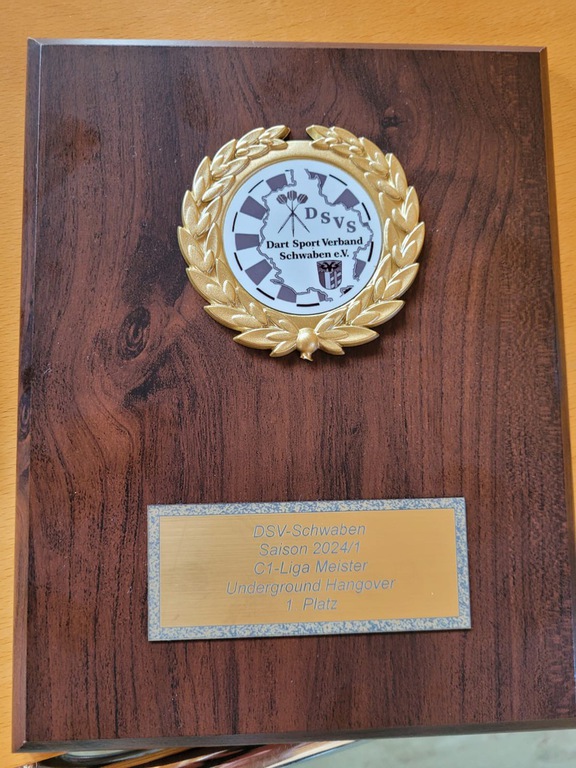 DSVS
Dart Sport Verband
Schwaben e.V.
DSV-Schwaben
Saison 2024/1
C1-Liga Meister
Underground Hangover
1. Platz